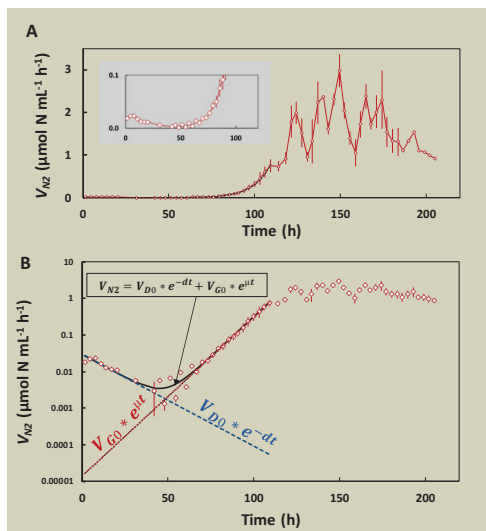 A
V_N2 (μmol N mL⁻¹ h⁻¹)
3
2
1
0
0.1
0.0
0 50 100
0 50 100 150 200
Time (h)
B
V_N2 (μmol N mL⁻¹ h⁻¹)
10
1
0.1
0.01
0.001
0.0001
0.00001
V_N2 = V_D0 * e^−dt + V_G0 * e^μt
V_G0 * e^μt
V_D0 * e^−dt
0 50 100 150 200
Time (h)